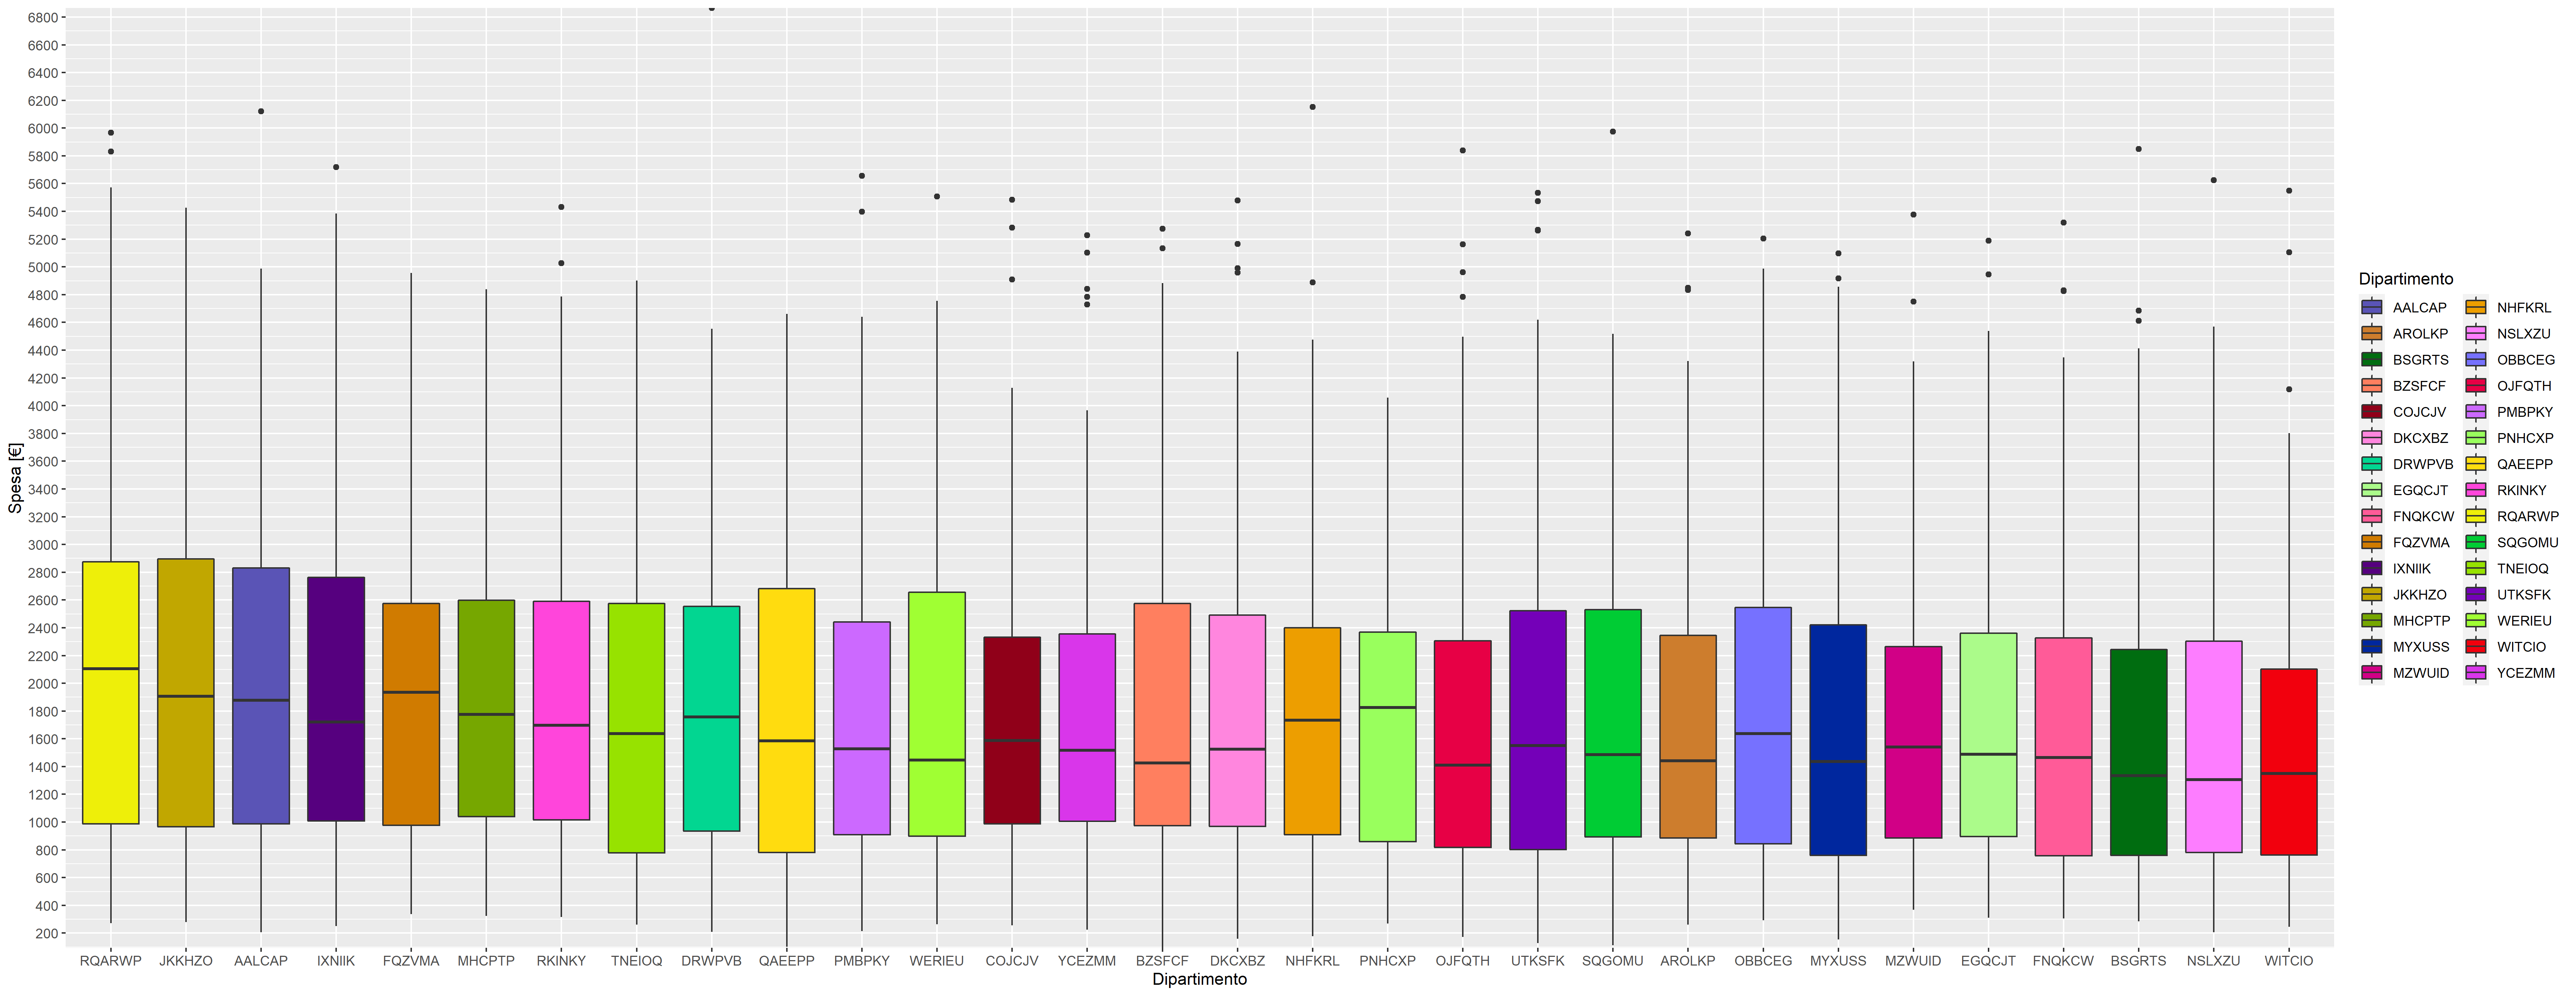 6800
6600
6400
6200
6000
5800
5600
5400
5200
5000
4800
4600
4400
4200
4000
3800
3600
3400
3200
3000
2800
2600
2400
2200
2000
1800
1600
1400
1200
1000
800
600
400
200
Spesa [€]
RQARWP JKKHZO AALCAP IXNIIK FQZVMA MHCPTP RKINKY TNEIOQ DRWPVB QAEEPP PMBPKY WERIEU COJCJV YCEZMM BZSFCF DKCXBZ NHFKRL PNHCXP OJFQTH UTKSFK SQGOMU AROLKP OBBCEG MYXUSS MZWUID EGQCJT FNQKCW BSGRTS NSLXZU WITCIO
Dipartimento
Dipartimento
AALCAP NHFKRL
AROLKP NSLXZU
BSGRTS OBBCEG
BZSFCF OJFQTH
COJCJV PMBPKY
DKCXBZ PNHCXP
DRWPVB QAEEPP
EGQCJT RKINKY
FNQKCW RQARWP
FQZVMA SQGOMU
IXNIIK TNEIOQ
JKKHZO UTKSFK
MHCPTP WERIEU
MYXUSS WITCIO
MZWUID YCEZMM